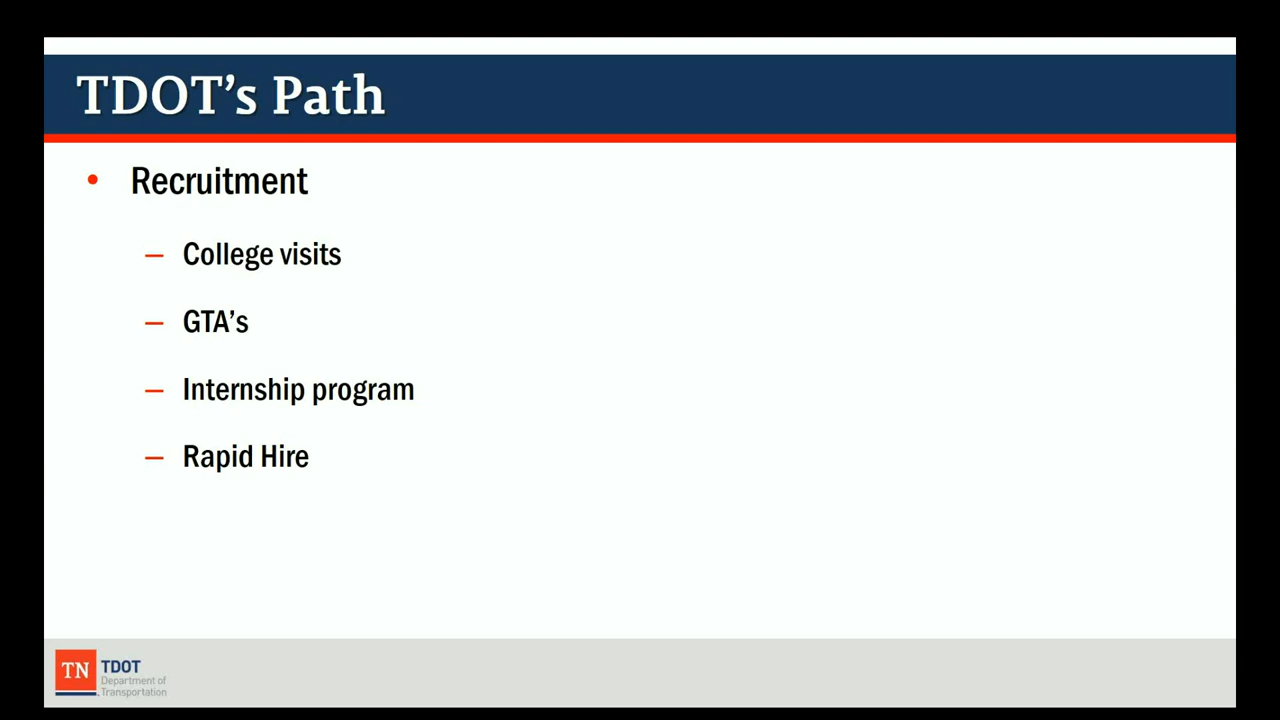 TDOT’s Path
• Recruitment
– College visits
– GTA’s
– Internship program
– Rapid Hire
TN
TDOT
Department of
Transportation